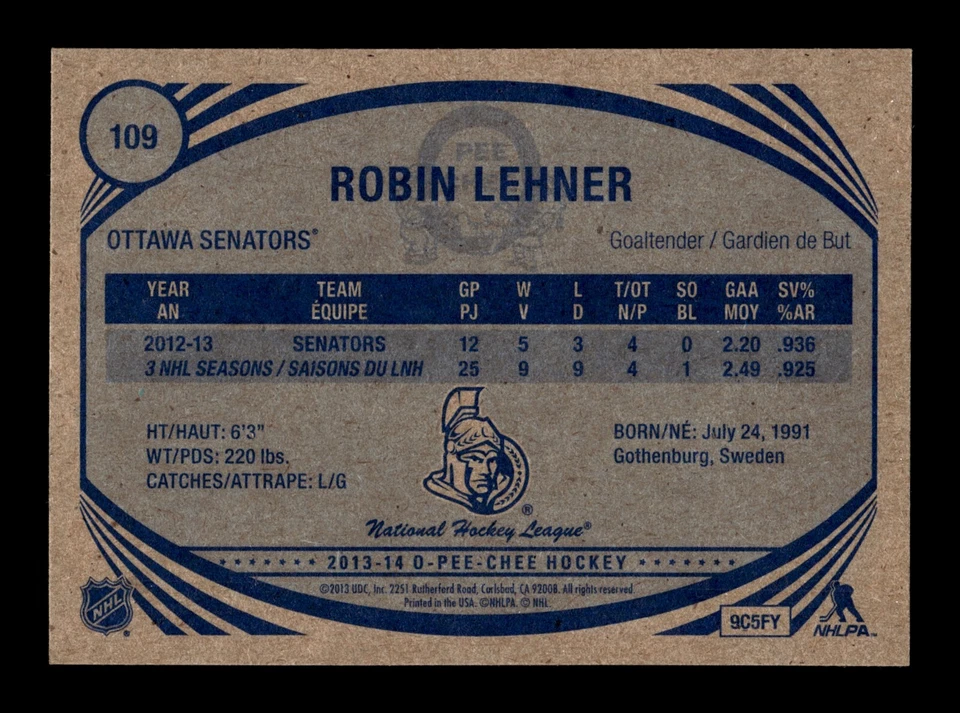 109
PEE
ROBIN LEHNER
OTTAWA SENATORS®
Goaltender / Gardien de But
YEAR TEAM GP W L T/OT SO GAA SV%
AN ÉQUIPE PJ V D N/P BL MOY %AR
2012-13 SENATORS 12 5 3 4 0 2.20 .936
3 NHL SEASONS / SAISONS DU LNH 25 9 9 4 1 2.49 .925
HT/HAUT: 6'3"
WT/PDS: 220 lbs.
CATCHES/ATTRAPE: L/G
BORN/NÉ: July 24, 1991
Gothenburg, Sweden
®
National Hockey League®
2013-14 O-PEE-CHEE HOCKEY
©2013 UDC, Inc. 2251 Rutherford Road, Carlsbad, CA 92008. All rights reserved.
Printed in the USA. ©NHLPA. © NHL.
NHL®
9C5FY
NHLPA™